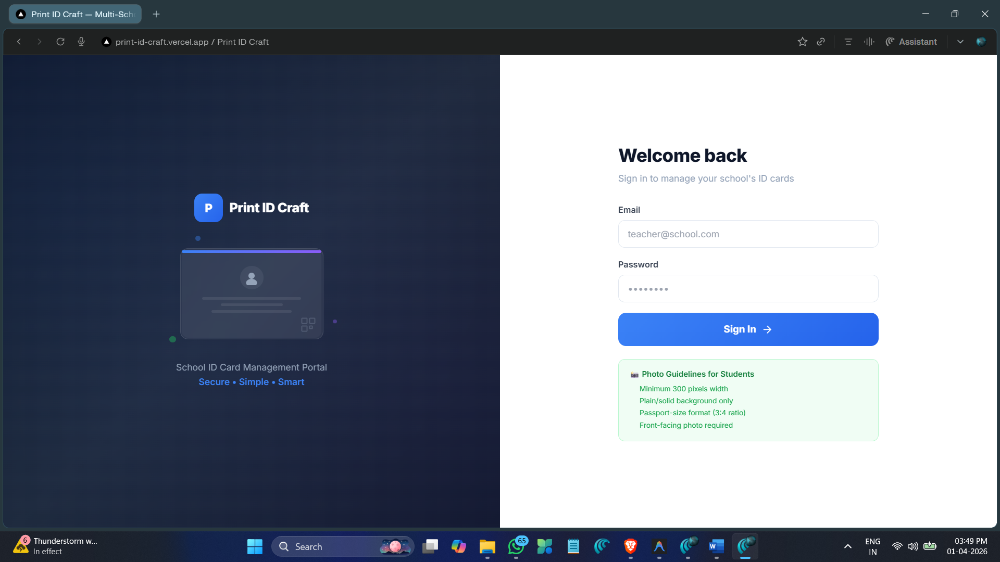 Print ID Craft — Multi-Sch
print-id-craft.vercel.app / Print ID Craft
Assistant
P
Print ID Craft
School ID Card Management Portal
Secure • Simple • Smart
Welcome back
Sign in to manage your school's ID cards
Email
teacher@school.com
Password
••••••••
Sign In →
📸 Photo Guidelines for Students
Minimum 300 pixels width
Plain/solid background only
Passport-size format (3:4 ratio)
Front-facing photo required
6
Thunderstorm w...
In effect
Search
65
W
ENG
IN
03:49 PM
01-04-2026